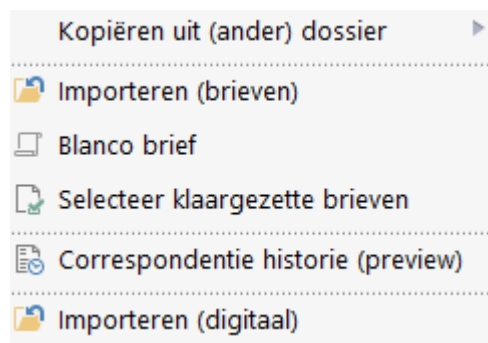 Kopiëren uit (ander) dossier
Importeren (brieven)
Blanco brief
Selecteer klaargezette brieven
Correspondentie historie (preview)
Importeren (digitaal)